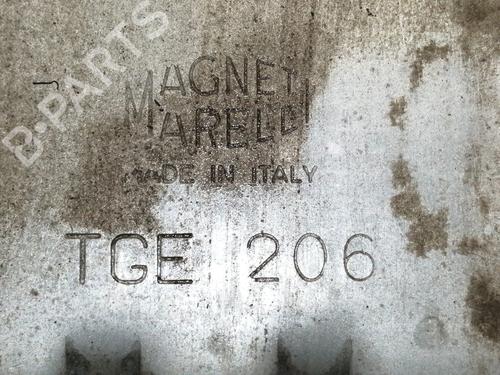 B-PARTS
MAGNETI
MARELLI
MADE IN ITALY
TGE 206